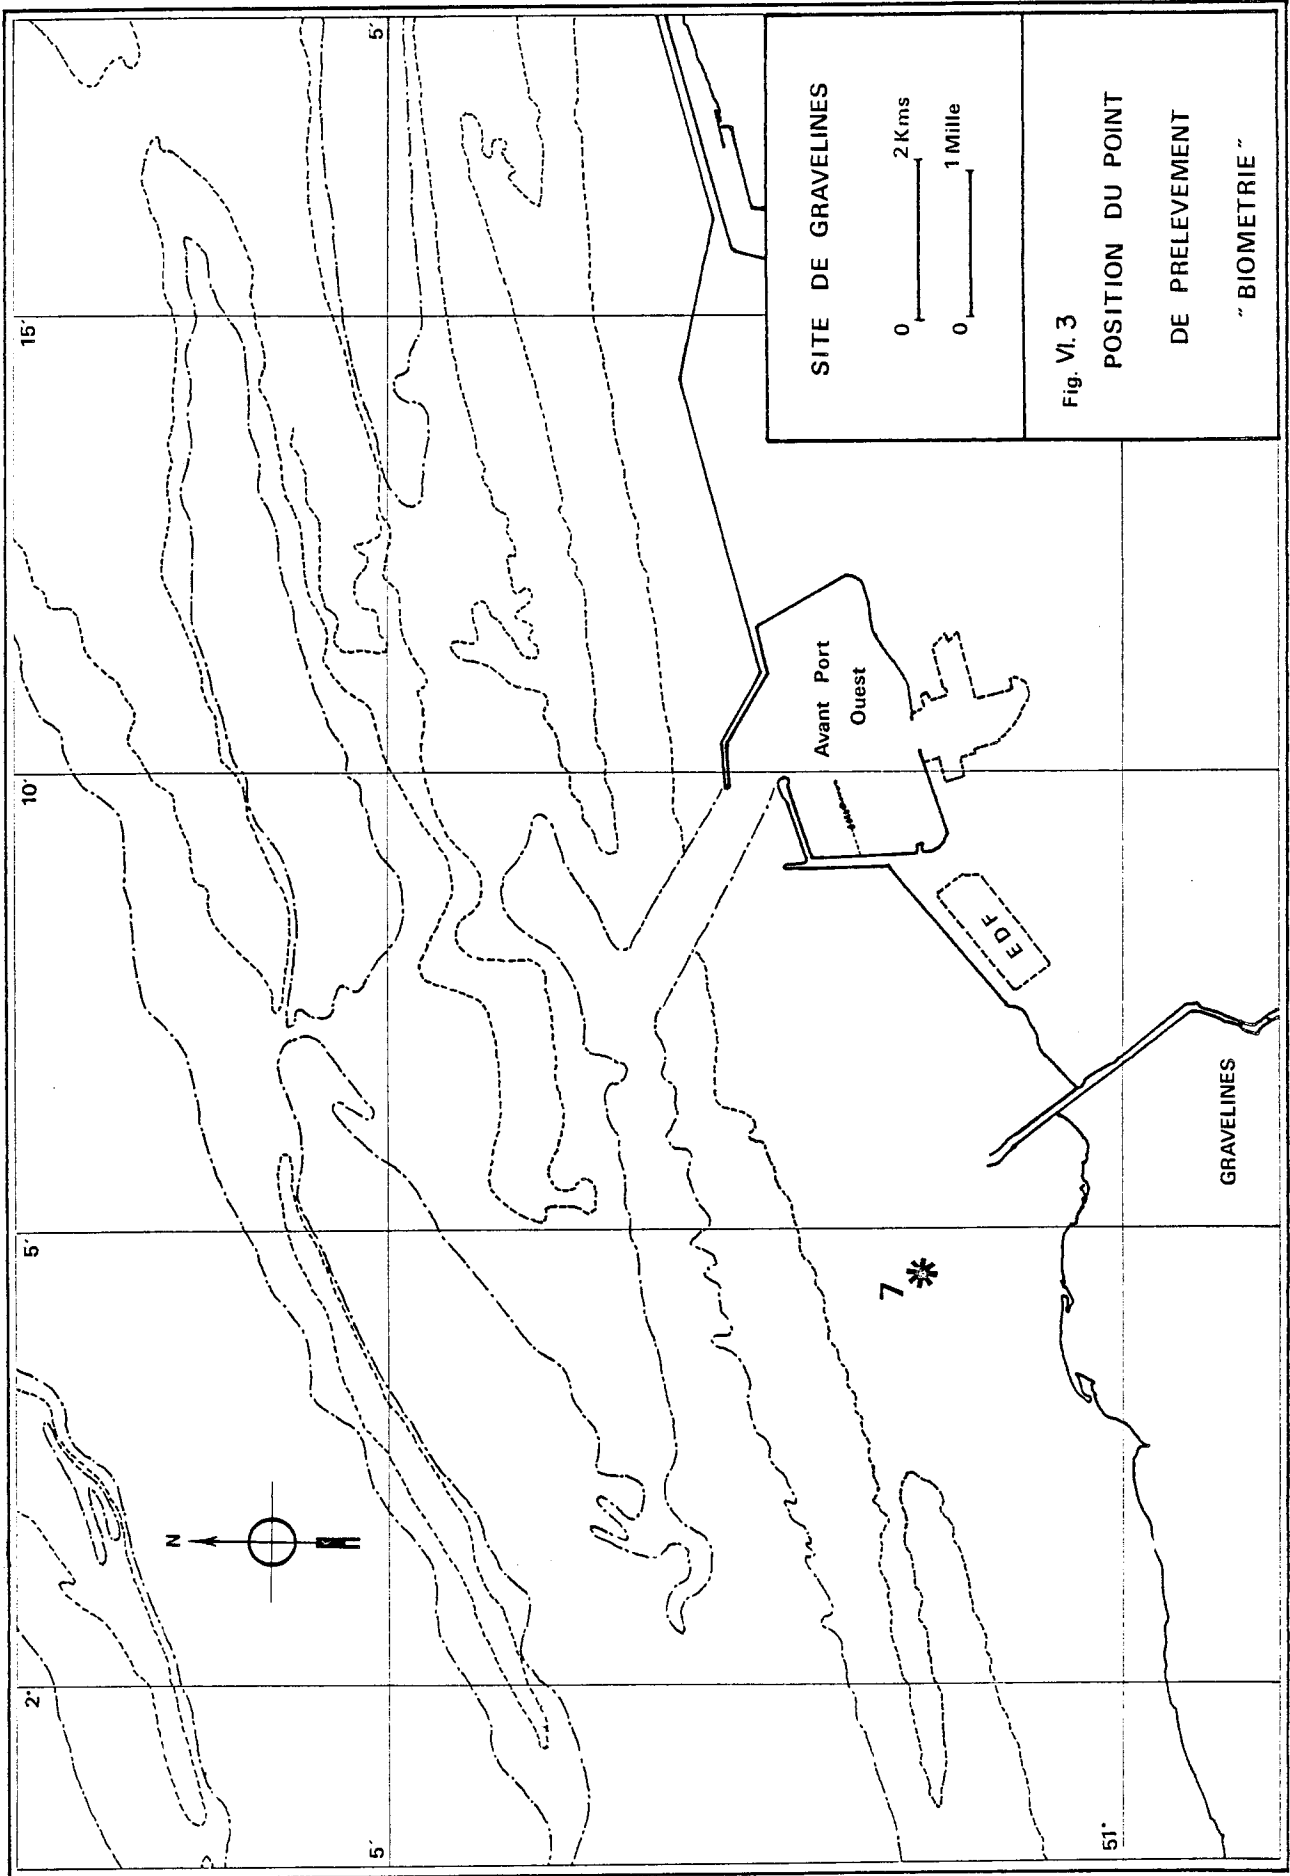 2°
5'
10'
15'
5'
5'
51°
N
7
Avant Port
Ouest
EDF
GRAVELINES
SITE DE GRAVELINES
0 2 Kms
0 1 Mille
Fig. VI. 3
POSITION DU POINT
DE PRELEVEMENT
" BIOMETRIE "